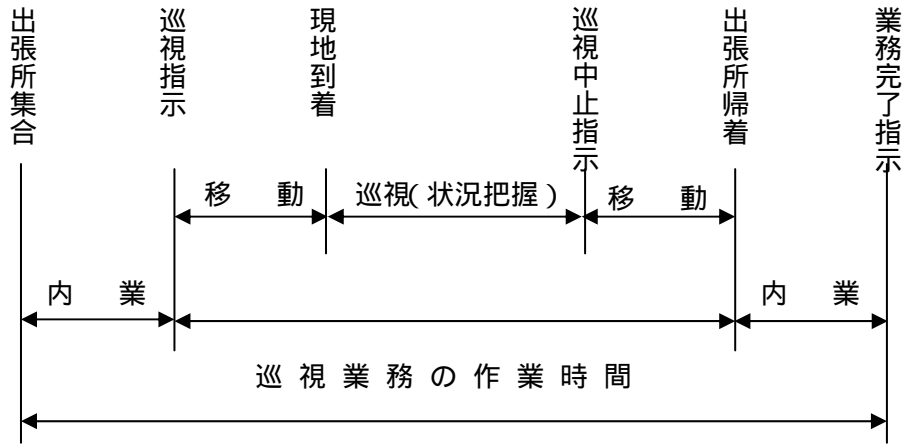 出張所集合
巡視指示
現地到着
巡視中止指示
出張所帰着
業務完了指示
移　動
巡視(状況把握)
移　動
内　業
内　業
巡視業務の作業時間